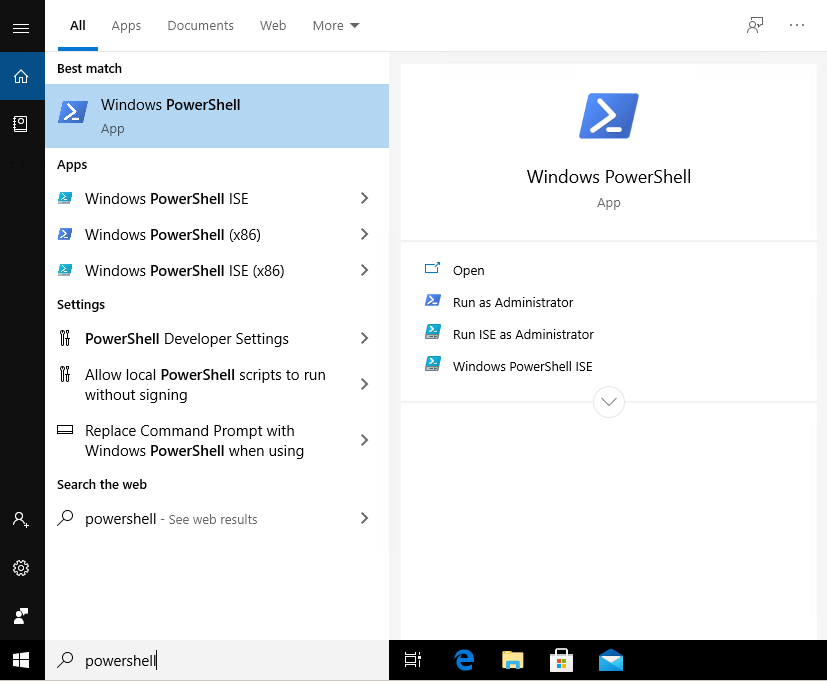 All Apps Documents Web More
Best match
Windows PowerShell
App
Apps
Windows PowerShell ISE
Windows PowerShell (x86)
Windows PowerShell ISE (x86)
Settings
PowerShell Developer Settings
Allow local PowerShell scripts to run
without signing
Replace Command Prompt with
Windows PowerShell when using
Search the web
powershell - See web results
powershell
Windows PowerShell
App
Open
Run as Administrator
Run ISE as Administrator
Windows PowerShell ISE